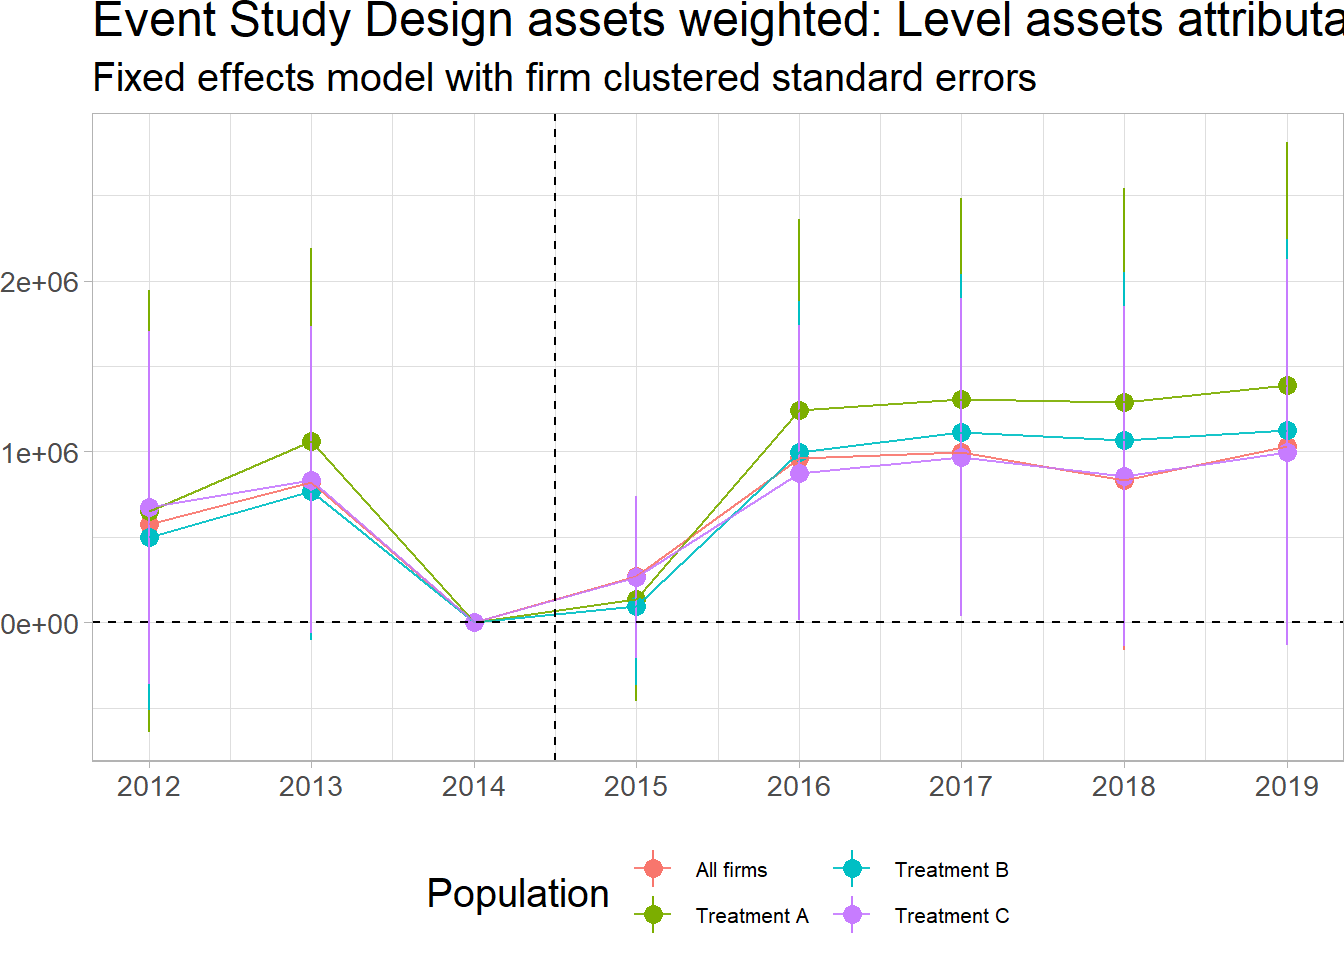 Event Study Design assets weighted: Level assets attributa
Fixed effects model with firm clustered standard errors
2e+06
1e+06
0e+00
2012 2013 2014 2015 2016 2017 2018 2019
Population
All firms Treatment B
Treatment A Treatment C